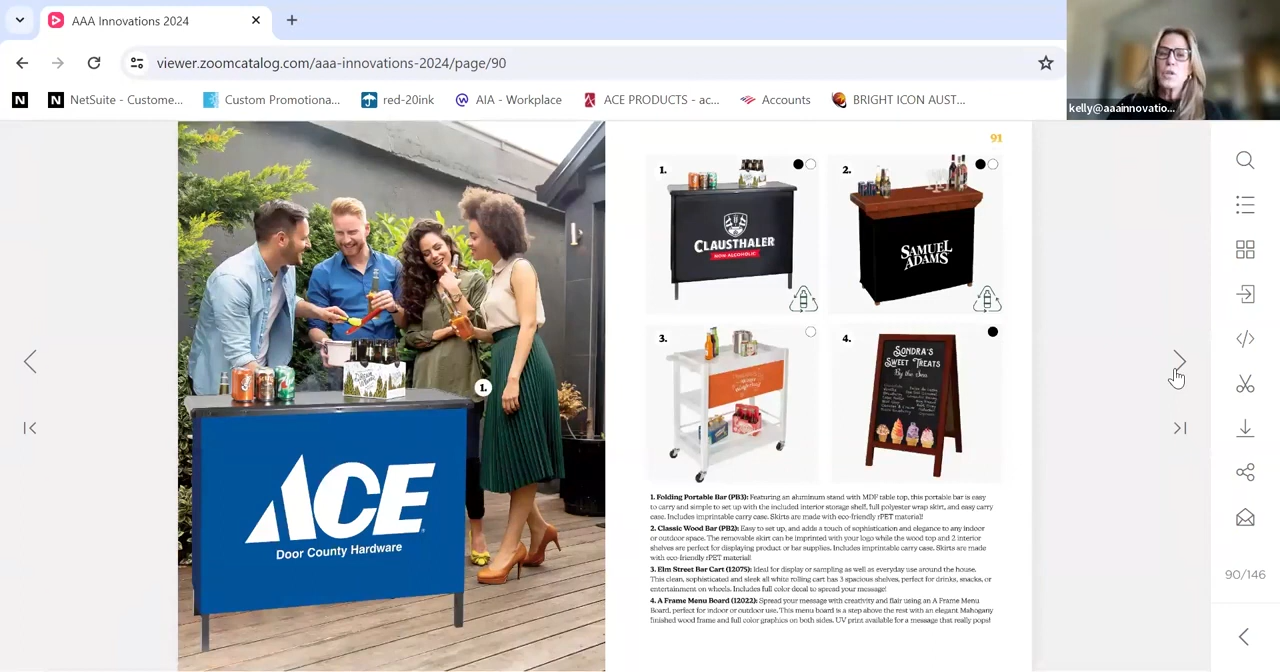 AAA Innovations 2024
viewer.zoomcatalog.com/aaa-innovations-2024/page/90
NetSuite - Custome...
Custom Promotiona...
red-20ink
AIA - Workplace
ACE PRODUCTS - ac...
Accounts
BRIGHT ICON AUST...
kelly@aaainnovatio...
91
1.
CLAUSTHALER
NON ALCOHOLIC
2.
SAMUEL
ADAMS
3.
4.
SONDRA'S
SWEET TREATS
By the Sea
1.
ACE
Door County Hardware
1. Folding Portable Bar (PB3): Featuring an aluminum stand with MDF table top, this portable bar is easy
to carry and simple to set up with the included interior storage shelf, full polyester wrap skirt, and easy carry
case. Includes imprintable carry case. Skirts are made with eco-friendly rPET material!
2. Classic Wood Bar (PB2): Easy to set up, and adds a touch of sophistication and elegance to any indoor
or outdoor space. The removable skirt can be imprinted with your logo while the wood top and 2 interior
shelves are perfect for displaying product or bar supplies. Includes imprintable carry case. Skirts are made
with eco-friendly rPET material!
3. Elm Street Bar Cart (12075): Ideal for display or sampling as well as everyday use around the house.
This clean, sophisticated and sleek all white rolling cart has 3 spacious shelves, perfect for drinks, snacks, or
entertainment on wheels. Includes full color decal to spread your message!
4. A Frame Menu Board (12022): Spread your message with creativity and flair using an A Frame Menu
Board, perfect for indoor or outdoor use. This menu board is a step above the rest with an elegant Mahogany
finished wood frame and full color graphics on both sides. UV print available for a message that really pops!
90/146